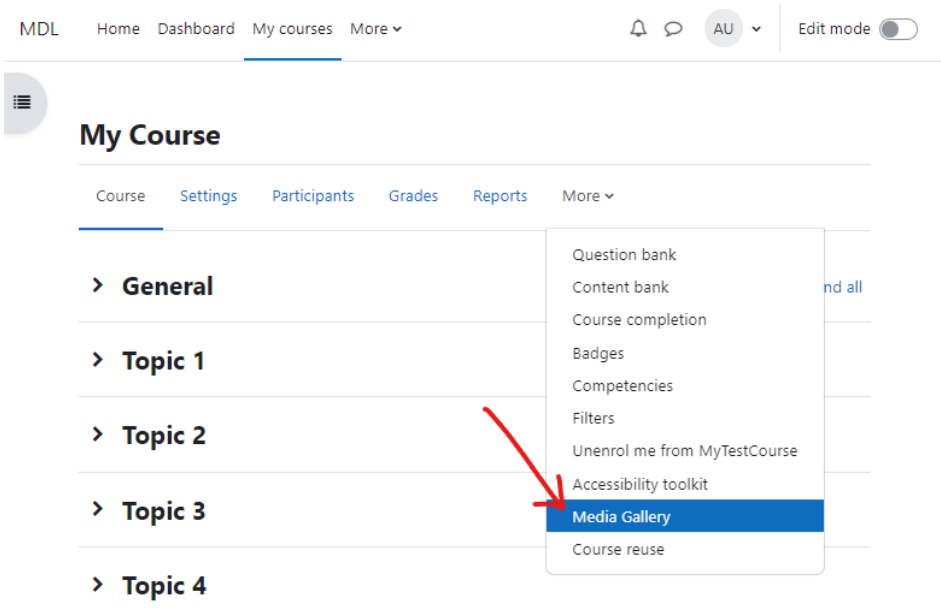 MDL Home Dashboard My courses More AU Edit mode
My Course
Course Settings Participants Grades Reports More
Question bank
General
Content bank
nd all
Course completion
Topic 1
Badges
Competencies
Filters
Topic 2
Unenrol me from MyTestCourse
Accessibility toolkit
Topic 3
Media Gallery
Course reuse
Topic 4